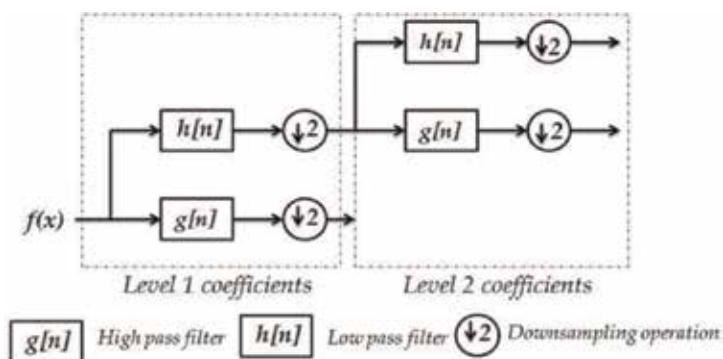 h[n] ↓2
h[n] ↓2 g[n] ↓2
f(x) g[n] ↓2
Level 1 coefficients Level 2 coefficients
g[n] High pass filter h[n] Low pass filter ↓2 Downsampling operation